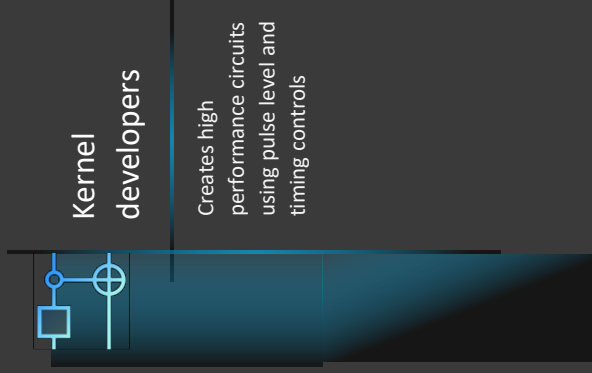 Kernel
developers
Creates high
performance circuits
using pulse level and
timing controls